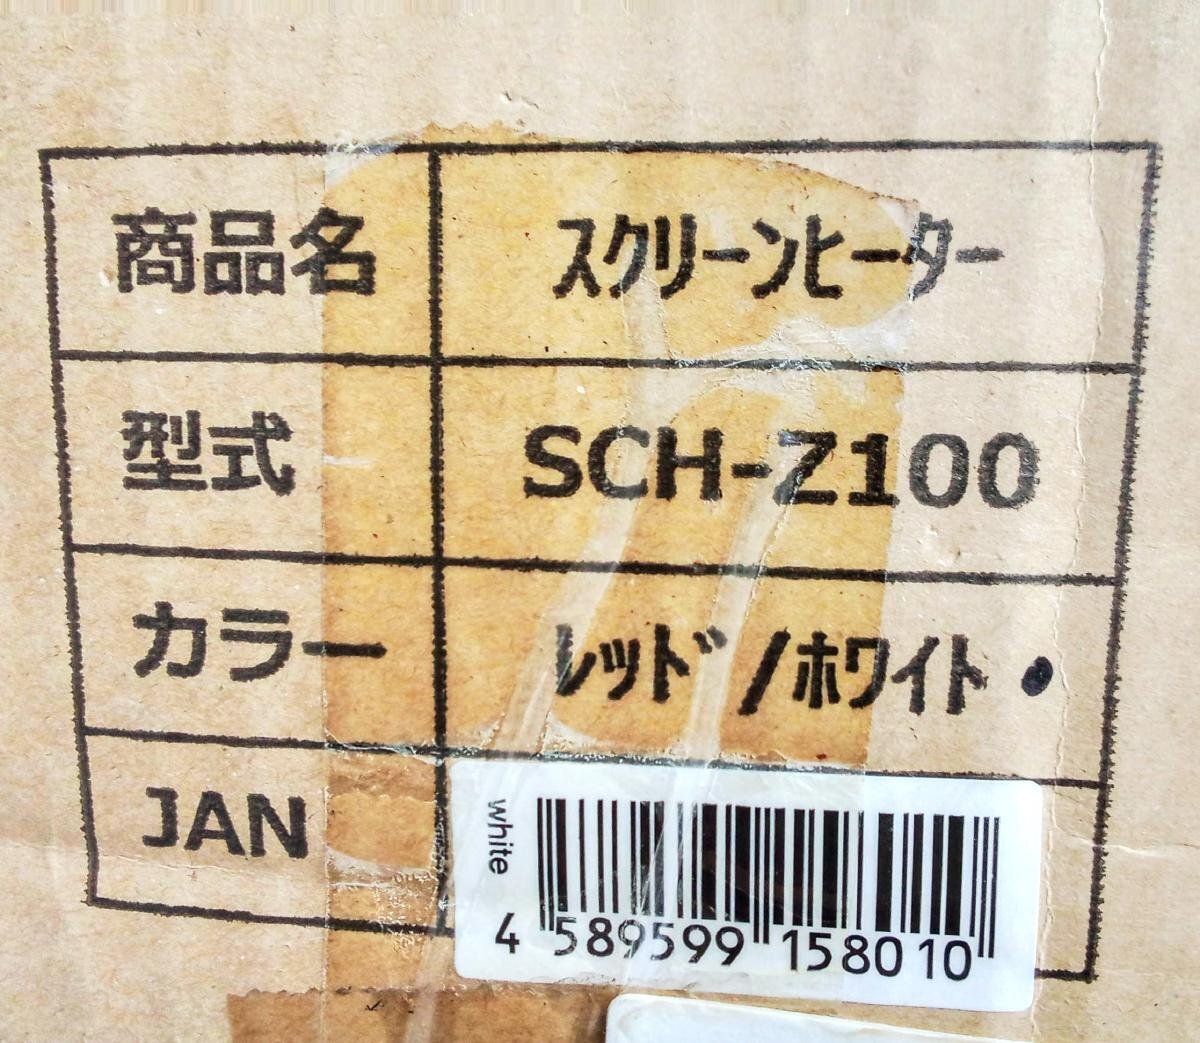 商品名 スクリーンヒーター
型式 SCH-Z100
カラー レッド/ホワイト●
JAN
white
4 589599 158010